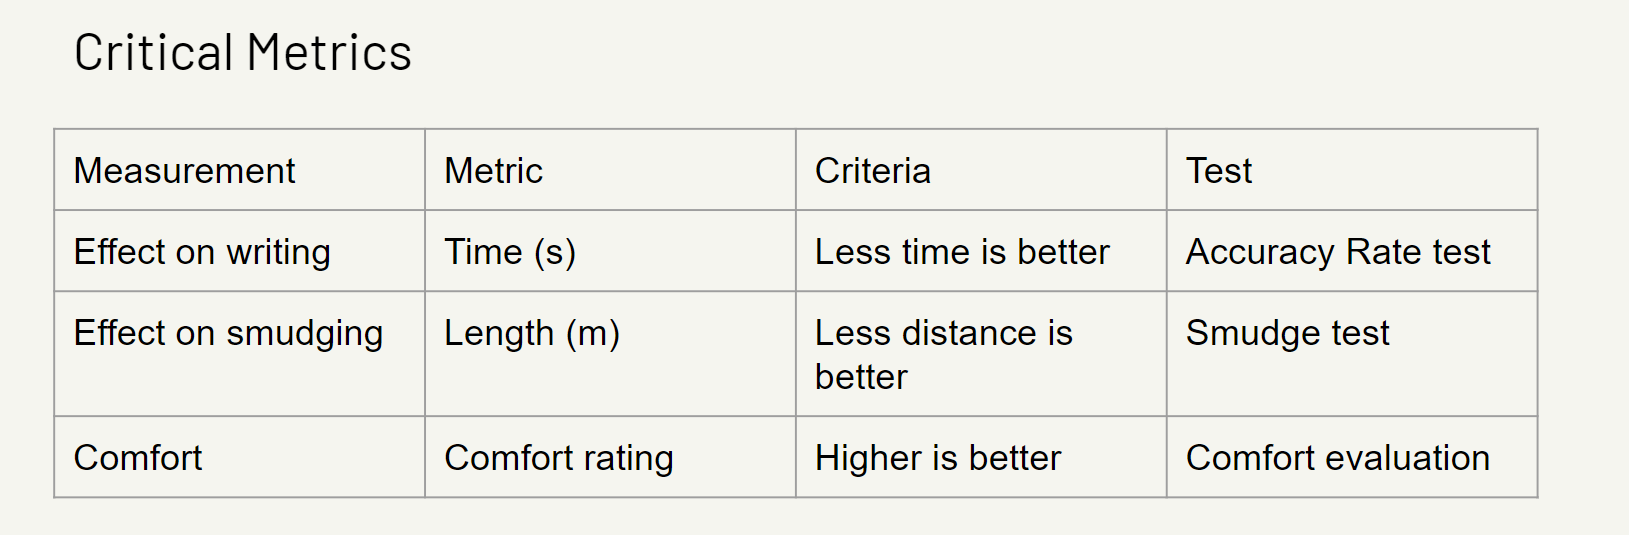 Critical Metrics
Measurement Metric Criteria Test
Effect on writing Time (s) Less time is better Accuracy Rate test
Effect on smudging Length (m) Less distance is Smudge test
better
Comfort Comfort rating Higher is better Comfort evaluation